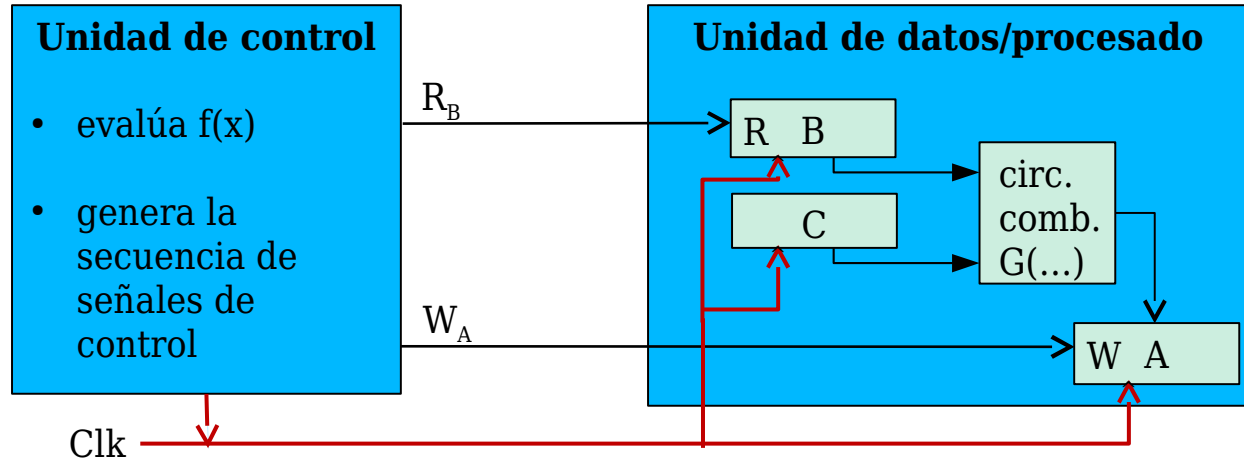 Unidad de control
• evalúa f(x)
• genera la
secuencia de
señales de
control
R_B
W_A
Clk
Unidad de datos/procesado
R B
C
circ.
comb.
G(...)
W A